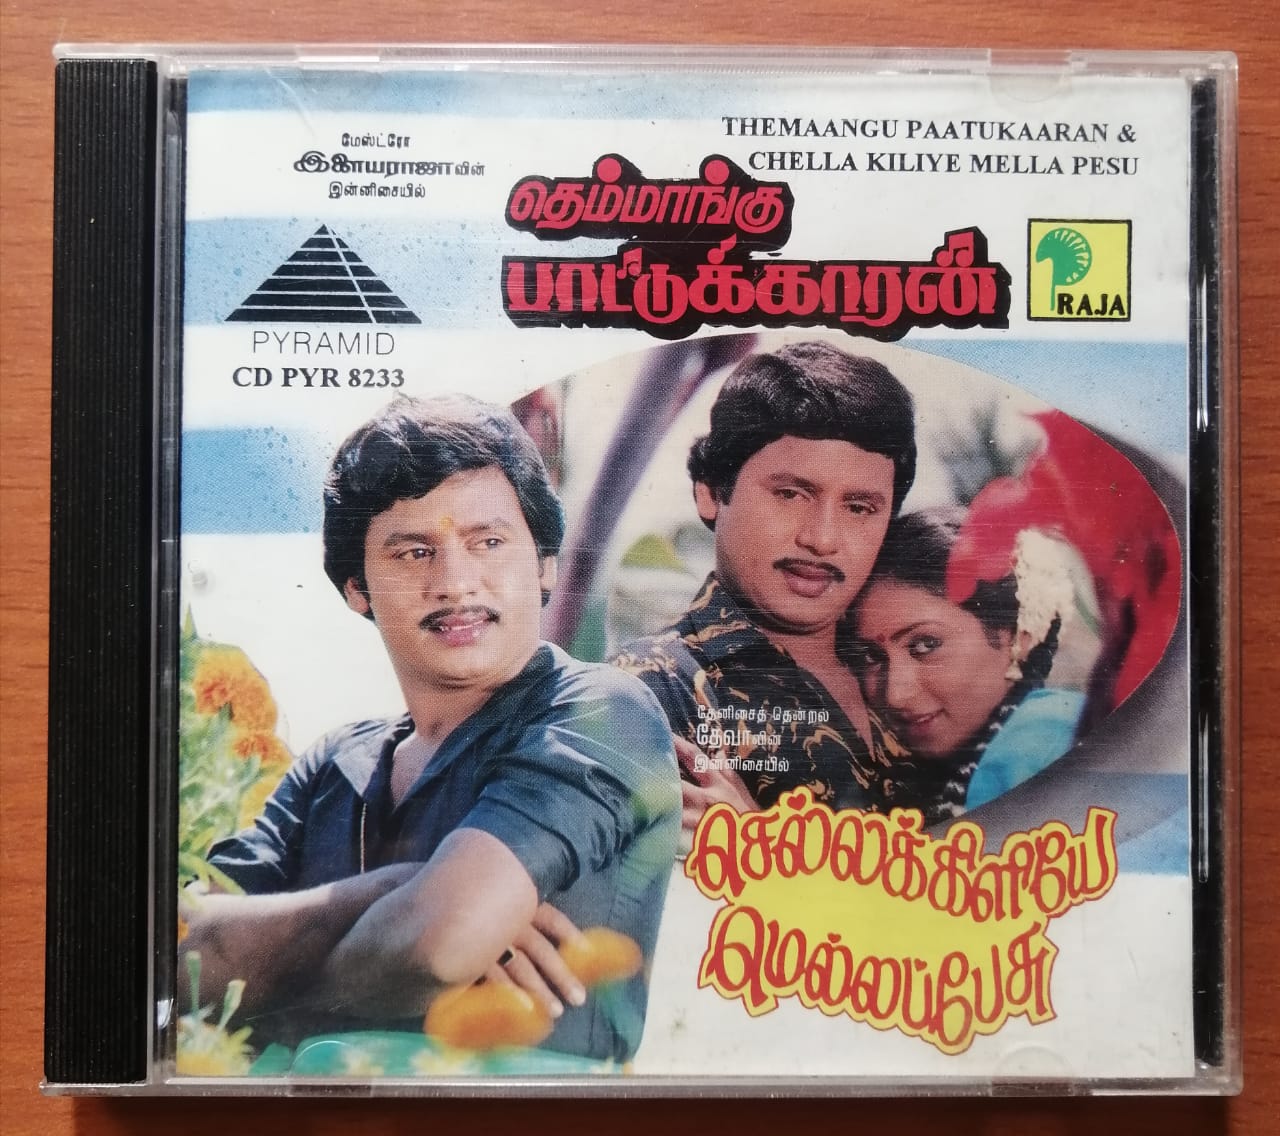 THEMAANGU PAATUKAARAN &
CHELLA KILIYE MELLA PESU
மேஸ்ட்ரோ
இளையராஜாவின்
இன்னிசையில்
தெம்மாங்கு
பாட்டுக்காரன்
PYRAMID
CD PYR 8233
RAJA
தேனிசைத் தென்றல்
தேவாவின்
இன்னிசையில்
செல்லக்கிளியே
மெல்லப்பேசு